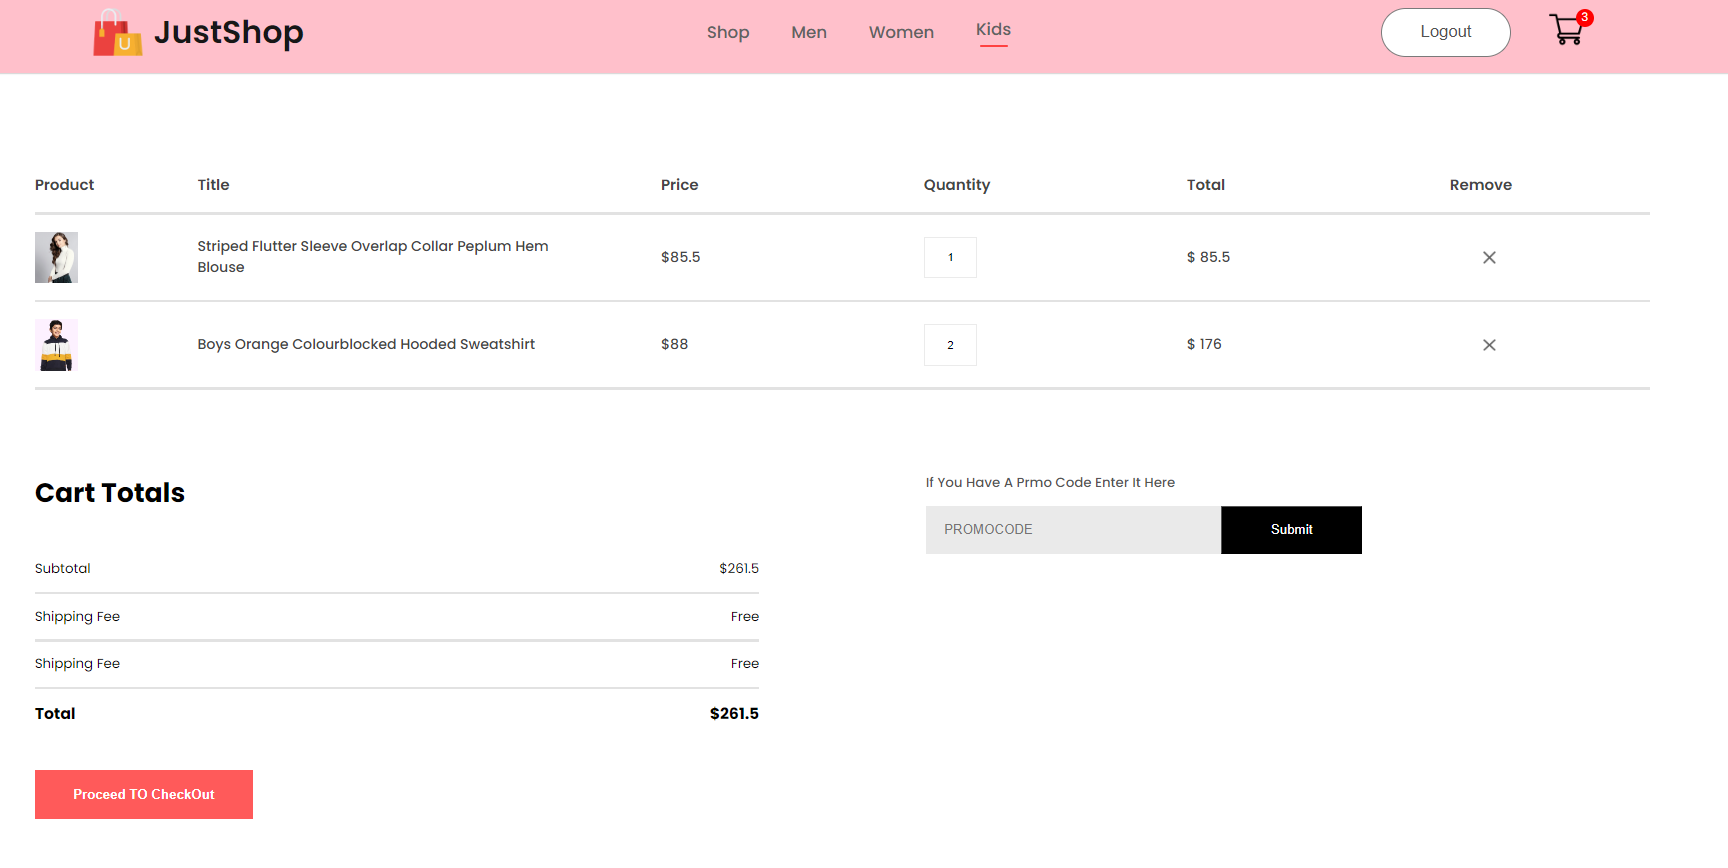 U JustShop Shop Men Women Kids Logout 3
Product Title Price Quantity Total Remove
Striped Flutter Sleeve Overlap Collar Peplum Hem
Blouse
$85.5 1 $ 85.5
Boys Orange Colourblocked Hooded Sweatshirt $88 2 $ 176
Cart Totals
Subtotal $261.5
Shipping Fee Free
Shipping Fee Free
Total $261.5
Proceed TO CheckOut
If You Have A Prmo Code Enter It Here
PROMOCODE Submit